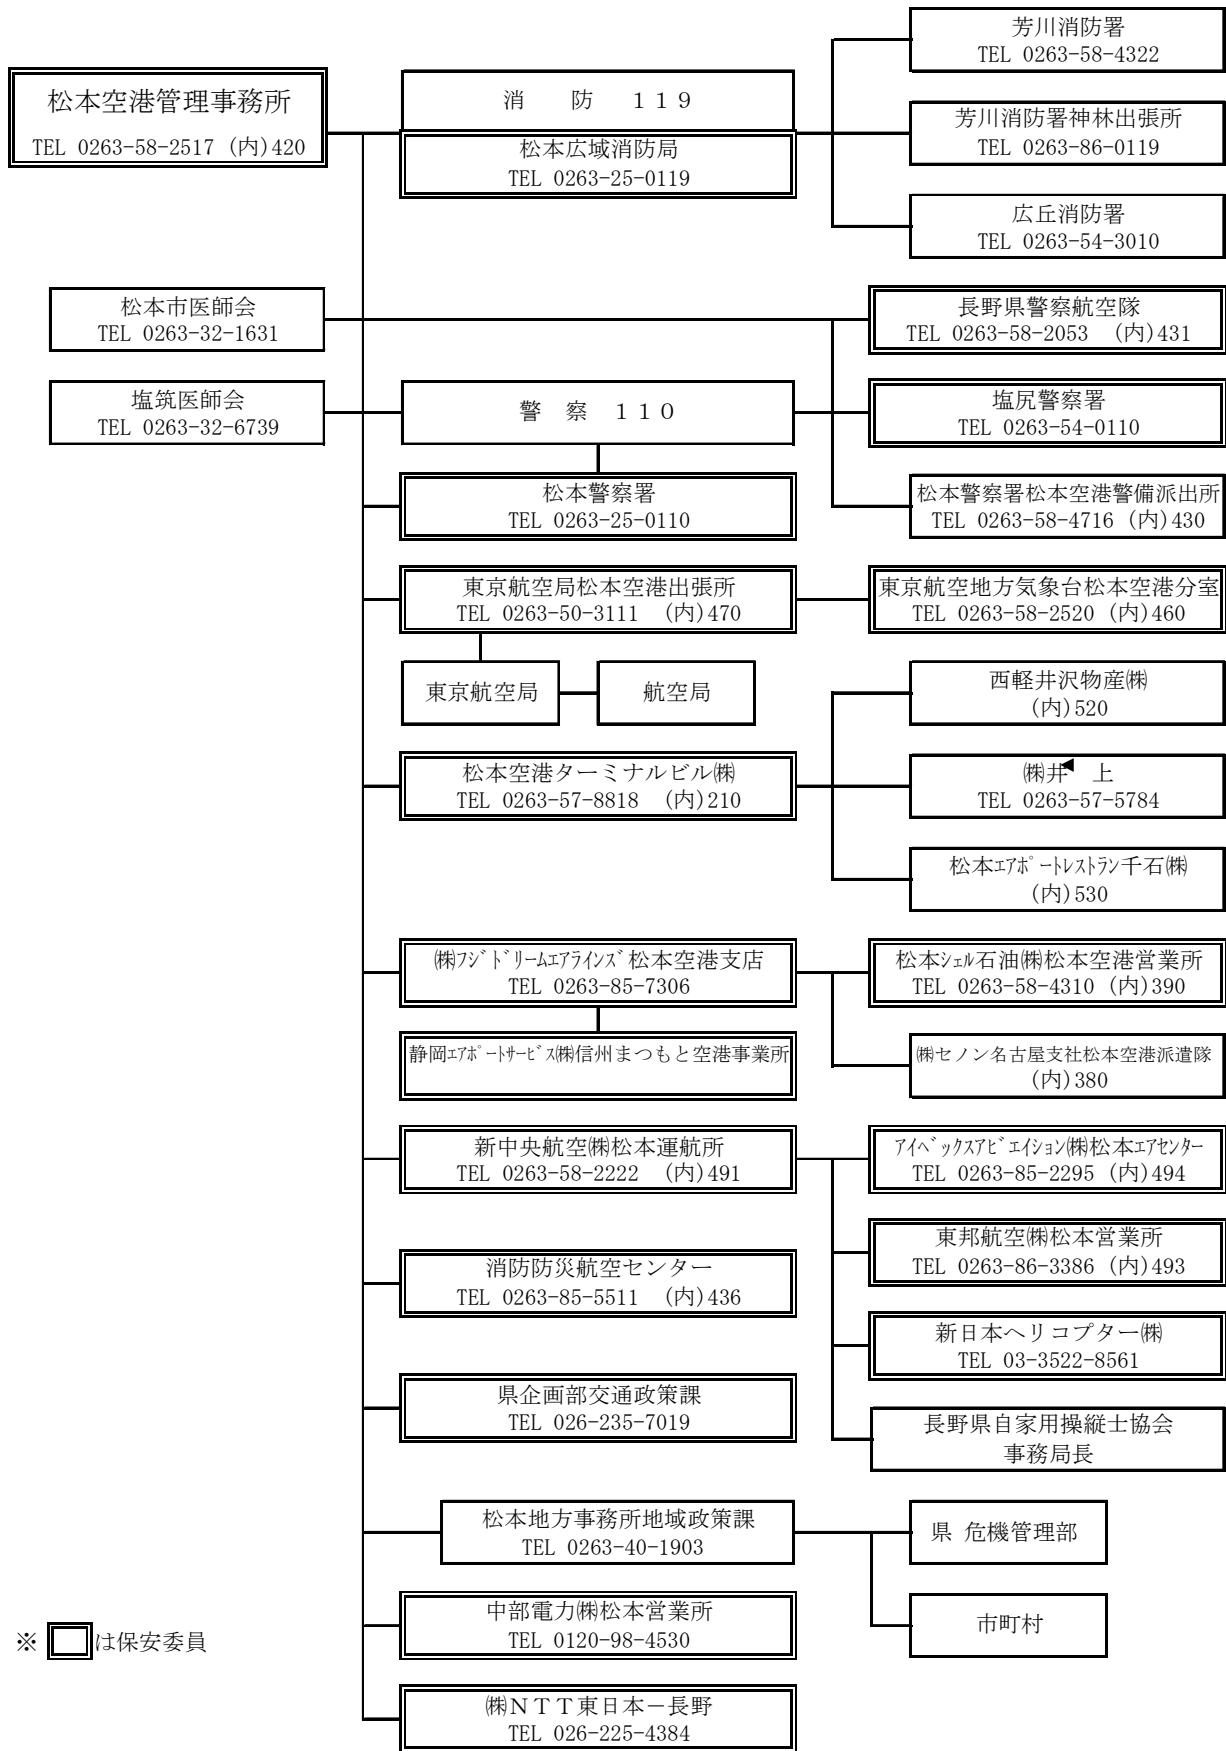 松本空港管理事務所
TEL 0263-58-2517 (内)420
消　防　１１９
松本広域消防局
TEL 0263-25-0119
芳川消防署
TEL 0263-58-4322
芳川消防署神林出張所
TEL 0263-86-0119
広丘消防署
TEL 0263-54-3010
松本市医師会
TEL 0263-32-1631
長野県警察航空隊
TEL 0263-58-2053　(内)431
塩筑医師会
TEL 0263-32-6739
警　察　１１０
塩尻警察署
TEL 0263-54-0110
松本警察署
TEL 0263-25-0110
松本警察署松本空港警備派出所
TEL 0263-58-4716 (内)430
東京航空局松本空港出張所
TEL 0263-50-3111　(内)470
東京航空地方気象台松本空港分室
TEL 0263-58-2520 (内)460
東京航空局
航空局
西軽井沢物産㈱
(内)520
松本空港ターミナルビル㈱
TEL 0263-57-8818　(内)210
㈱井　上
TEL 0263-57-5784
松本ｴｱﾎﾟｰﾄﾚｽﾄﾗﾝ千石㈱
(内)530
㈱ﾌｼﾞﾄﾞﾘｰﾑｴｱﾗｲﾝｽﾞ松本空港支店
TEL 0263-85-7306
松本ｼｪﾙ石油㈱松本空港営業所
TEL 0263-58-4310 (内)390
静岡ｴｱﾎﾟｰﾄｻｰﾋﾞｽ㈱信州まつもと空港事業所
㈱セノン名古屋支社松本空港派遣隊
(内)380
新中央航空㈱松本運航所
TEL 0263-58-2222　(内)491
ｱｲﾍﾞｯｸｽｱﾋﾞｴｲｼｮﾝ㈱松本ｴｱｾﾝﾀｰ
TEL 0263-85-2295 (内)494
東邦航空㈱松本営業所
TEL 0263-86-3386 (内)493
消防防災航空センター
TEL 0263-85-5511　(内)436
新日本ヘリコプター㈱
TEL 03-3522-8561
県企画部交通政策課
TEL 026-235-7019
長野県自家用操縦士協会
事務局長
松本地方事務所地域政策課
TEL 0263-40-1903
県 危機管理部
市町村
中部電力㈱松本営業所
TEL 0120-98-4530
※　は保安委員
㈱ＮＴＴ東日本－長野
TEL 026-225-4384